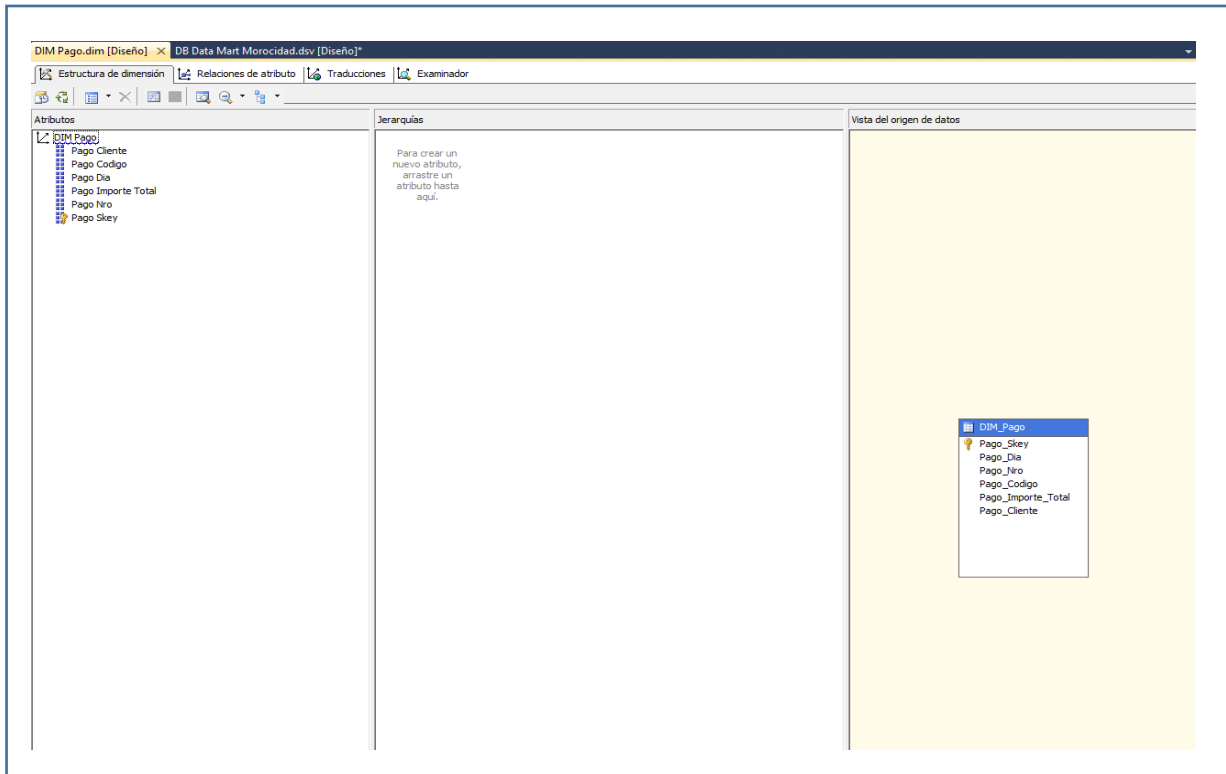 DIM Pago.dim [Diseño] DB Data Mart Morocidad.dsv [Diseño]*
Estructura de dimensión Relaciones de atributo Traducciones Examinador
Atributos
DIM Pago
Pago Cliente
Pago Codigo
Pago Dia
Pago Importe Total
Pago Nro
Pago Skey
Jerarquías
Para crear un
nuevo atributo,
arrastre un
atributo hasta
aquí.
Vista del origen de datos
DIM_Pago
Pago_Skey
Pago_Dia
Pago_Nro
Pago_Codigo
Pago_Importe_Total
Pago_Cliente